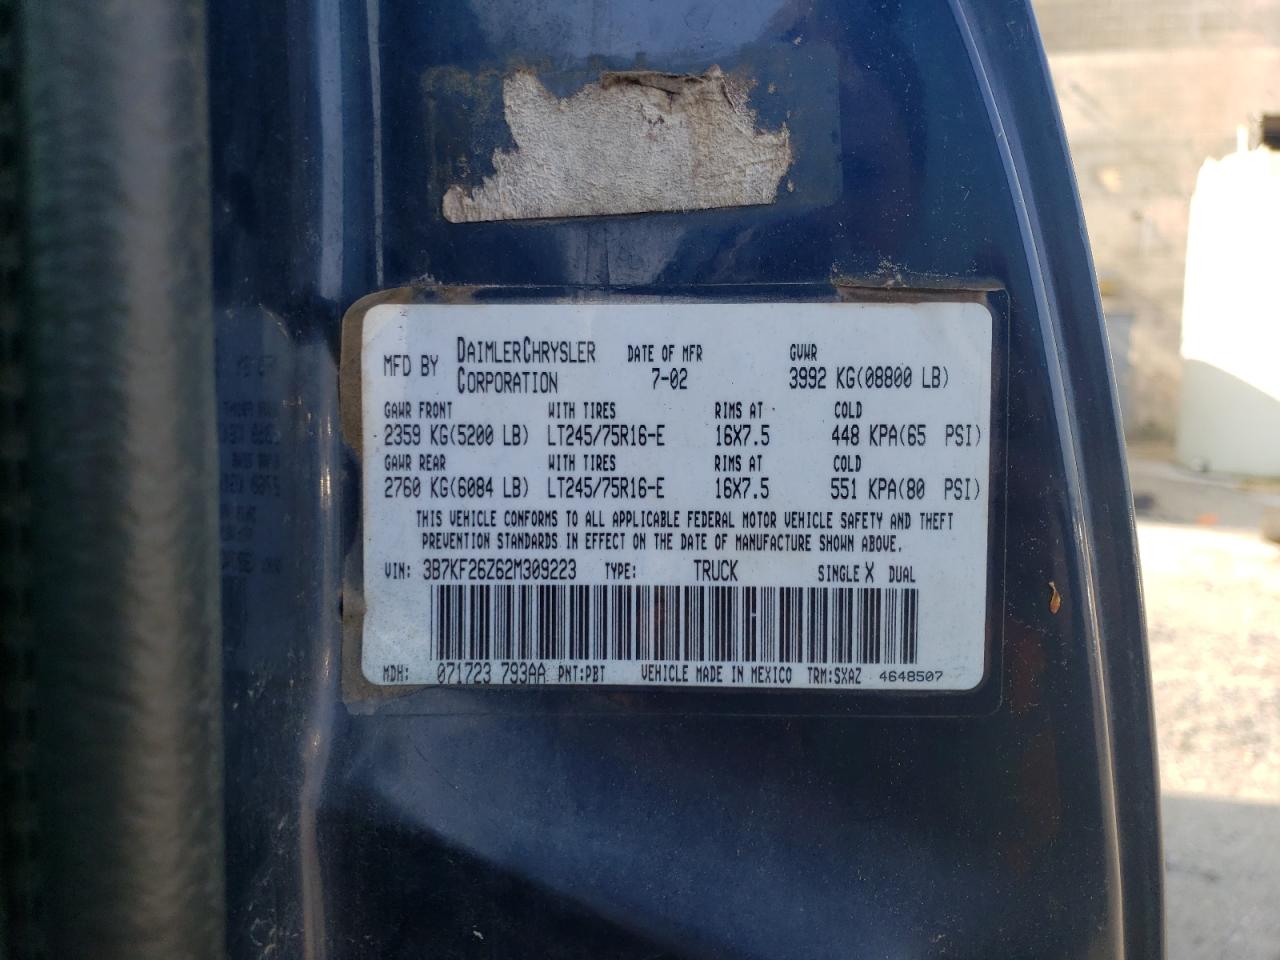 MFD BY DAIMLERCHRYSLER CORPORATION DATE OF MFR 7-02 GVWR 3992 KG(08800 LB)
GAWR FRONT WITH TIRES RIMS AT COLD
2359 KG(5200 LB) LT245/75R16-E 16X7.5 448 KPA(65 PSI)
GAWR REAR WITH TIRES RIMS AT COLD
2760 KG(6084 LB) LT245/75R16-E 16X7.5 551 KPA(80 PSI)
THIS VEHICLE CONFORMS TO ALL APPLICABLE FEDERAL MOTOR VEHICLE SAFETY AND THEFT
PREVENTION STANDARDS IN EFFECT ON THE DATE OF MANUFACTURE SHOWN ABOVE.
VIN: 3B7KF26Z62M309223 TYPE: TRUCK SINGLE X DUAL
MDH: 071723 793AA PNT:PBT VEHICLE MADE IN MEXICO TRM:SXAZ 4648507